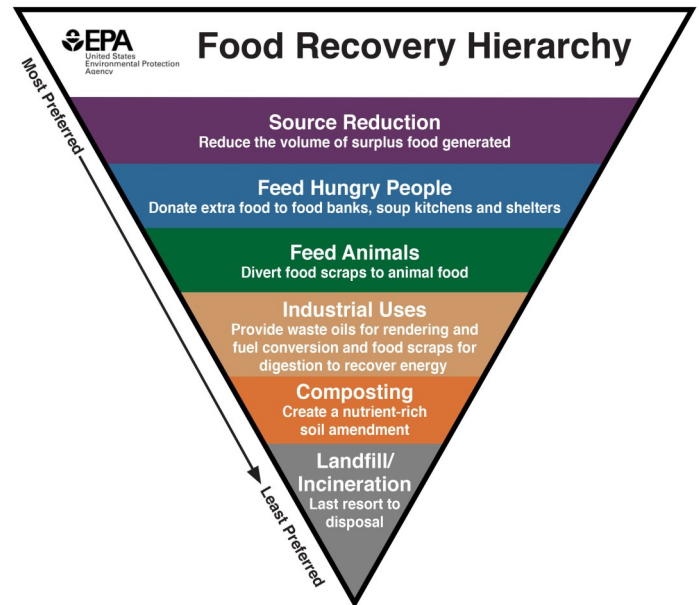 EPA
United States
Environmental Protection
Agency
Food Recovery Hierarchy
Most Preferred
Source Reduction
Reduce the volume of surplus food generated
Feed Hungry People
Donate extra food to food banks, soup kitchens and shelters
Feed Animals
Divert food scraps to animal food
Industrial Uses
Provide waste oils for rendering and
fuel conversion and food scraps for
digestion to recover energy
Composting
Create a nutrient-rich
soil amendment
Landfill/
Incineration
Last resort to
disposal
Least Preferred